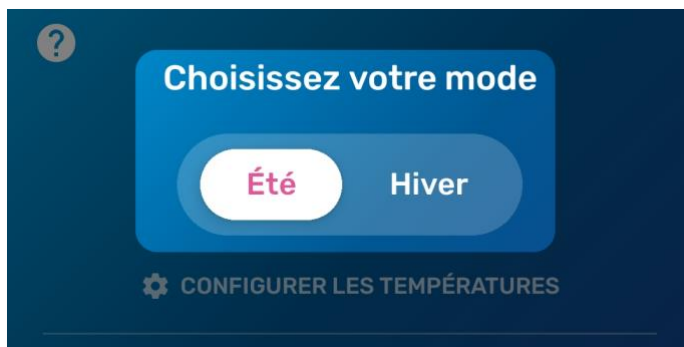 ?
Choisissez votre mode
Été Hiver
CONFIGURER LES TEMPÉRATURES